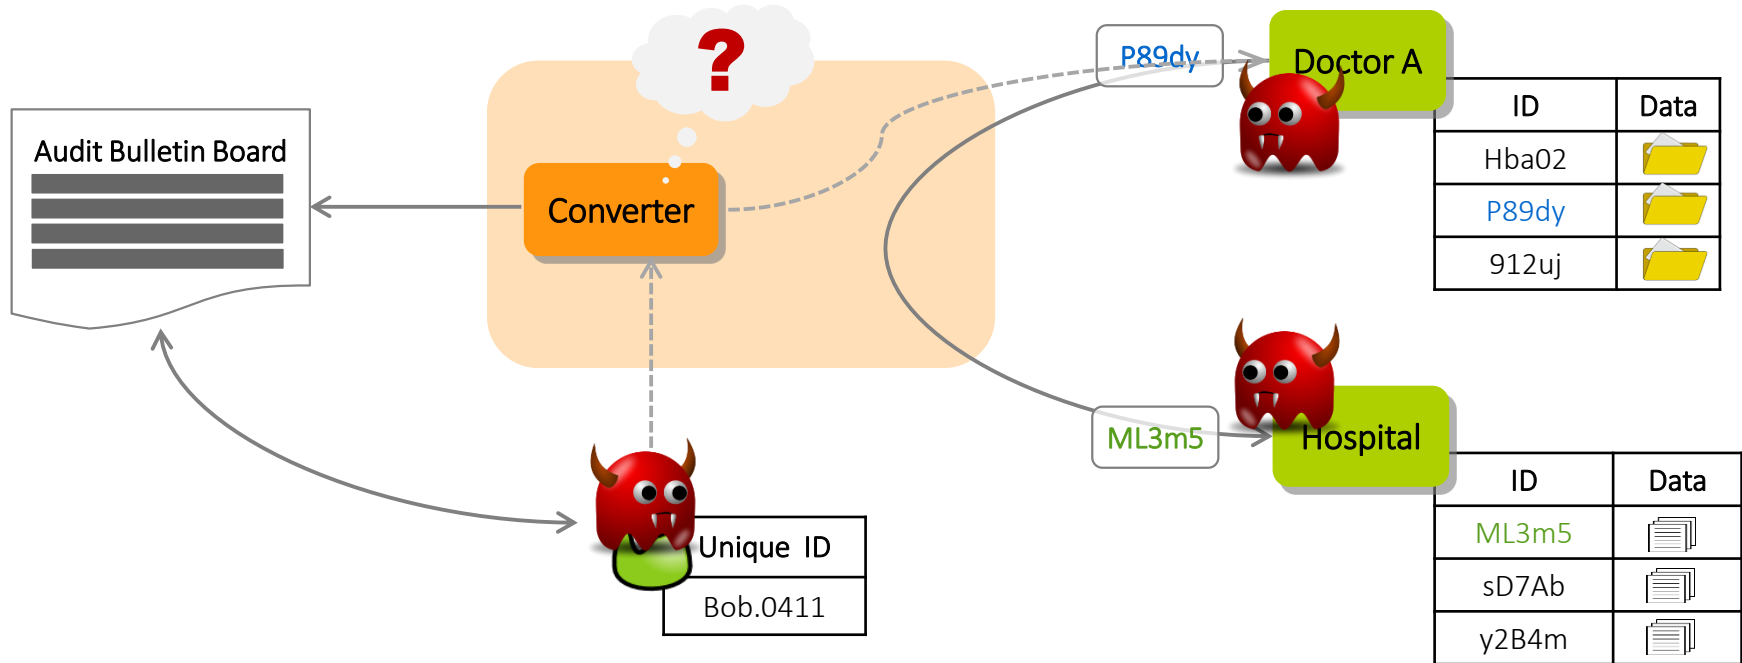 ?
P89dy
Doctor A
Audit Bulletin Board
Converter
ID Data
Hba02
P89dy
912uj
ML3m5
Hospital
ID Data
ML3m5
sD7Ab
y2B4m
Unique ID
Bob.0411